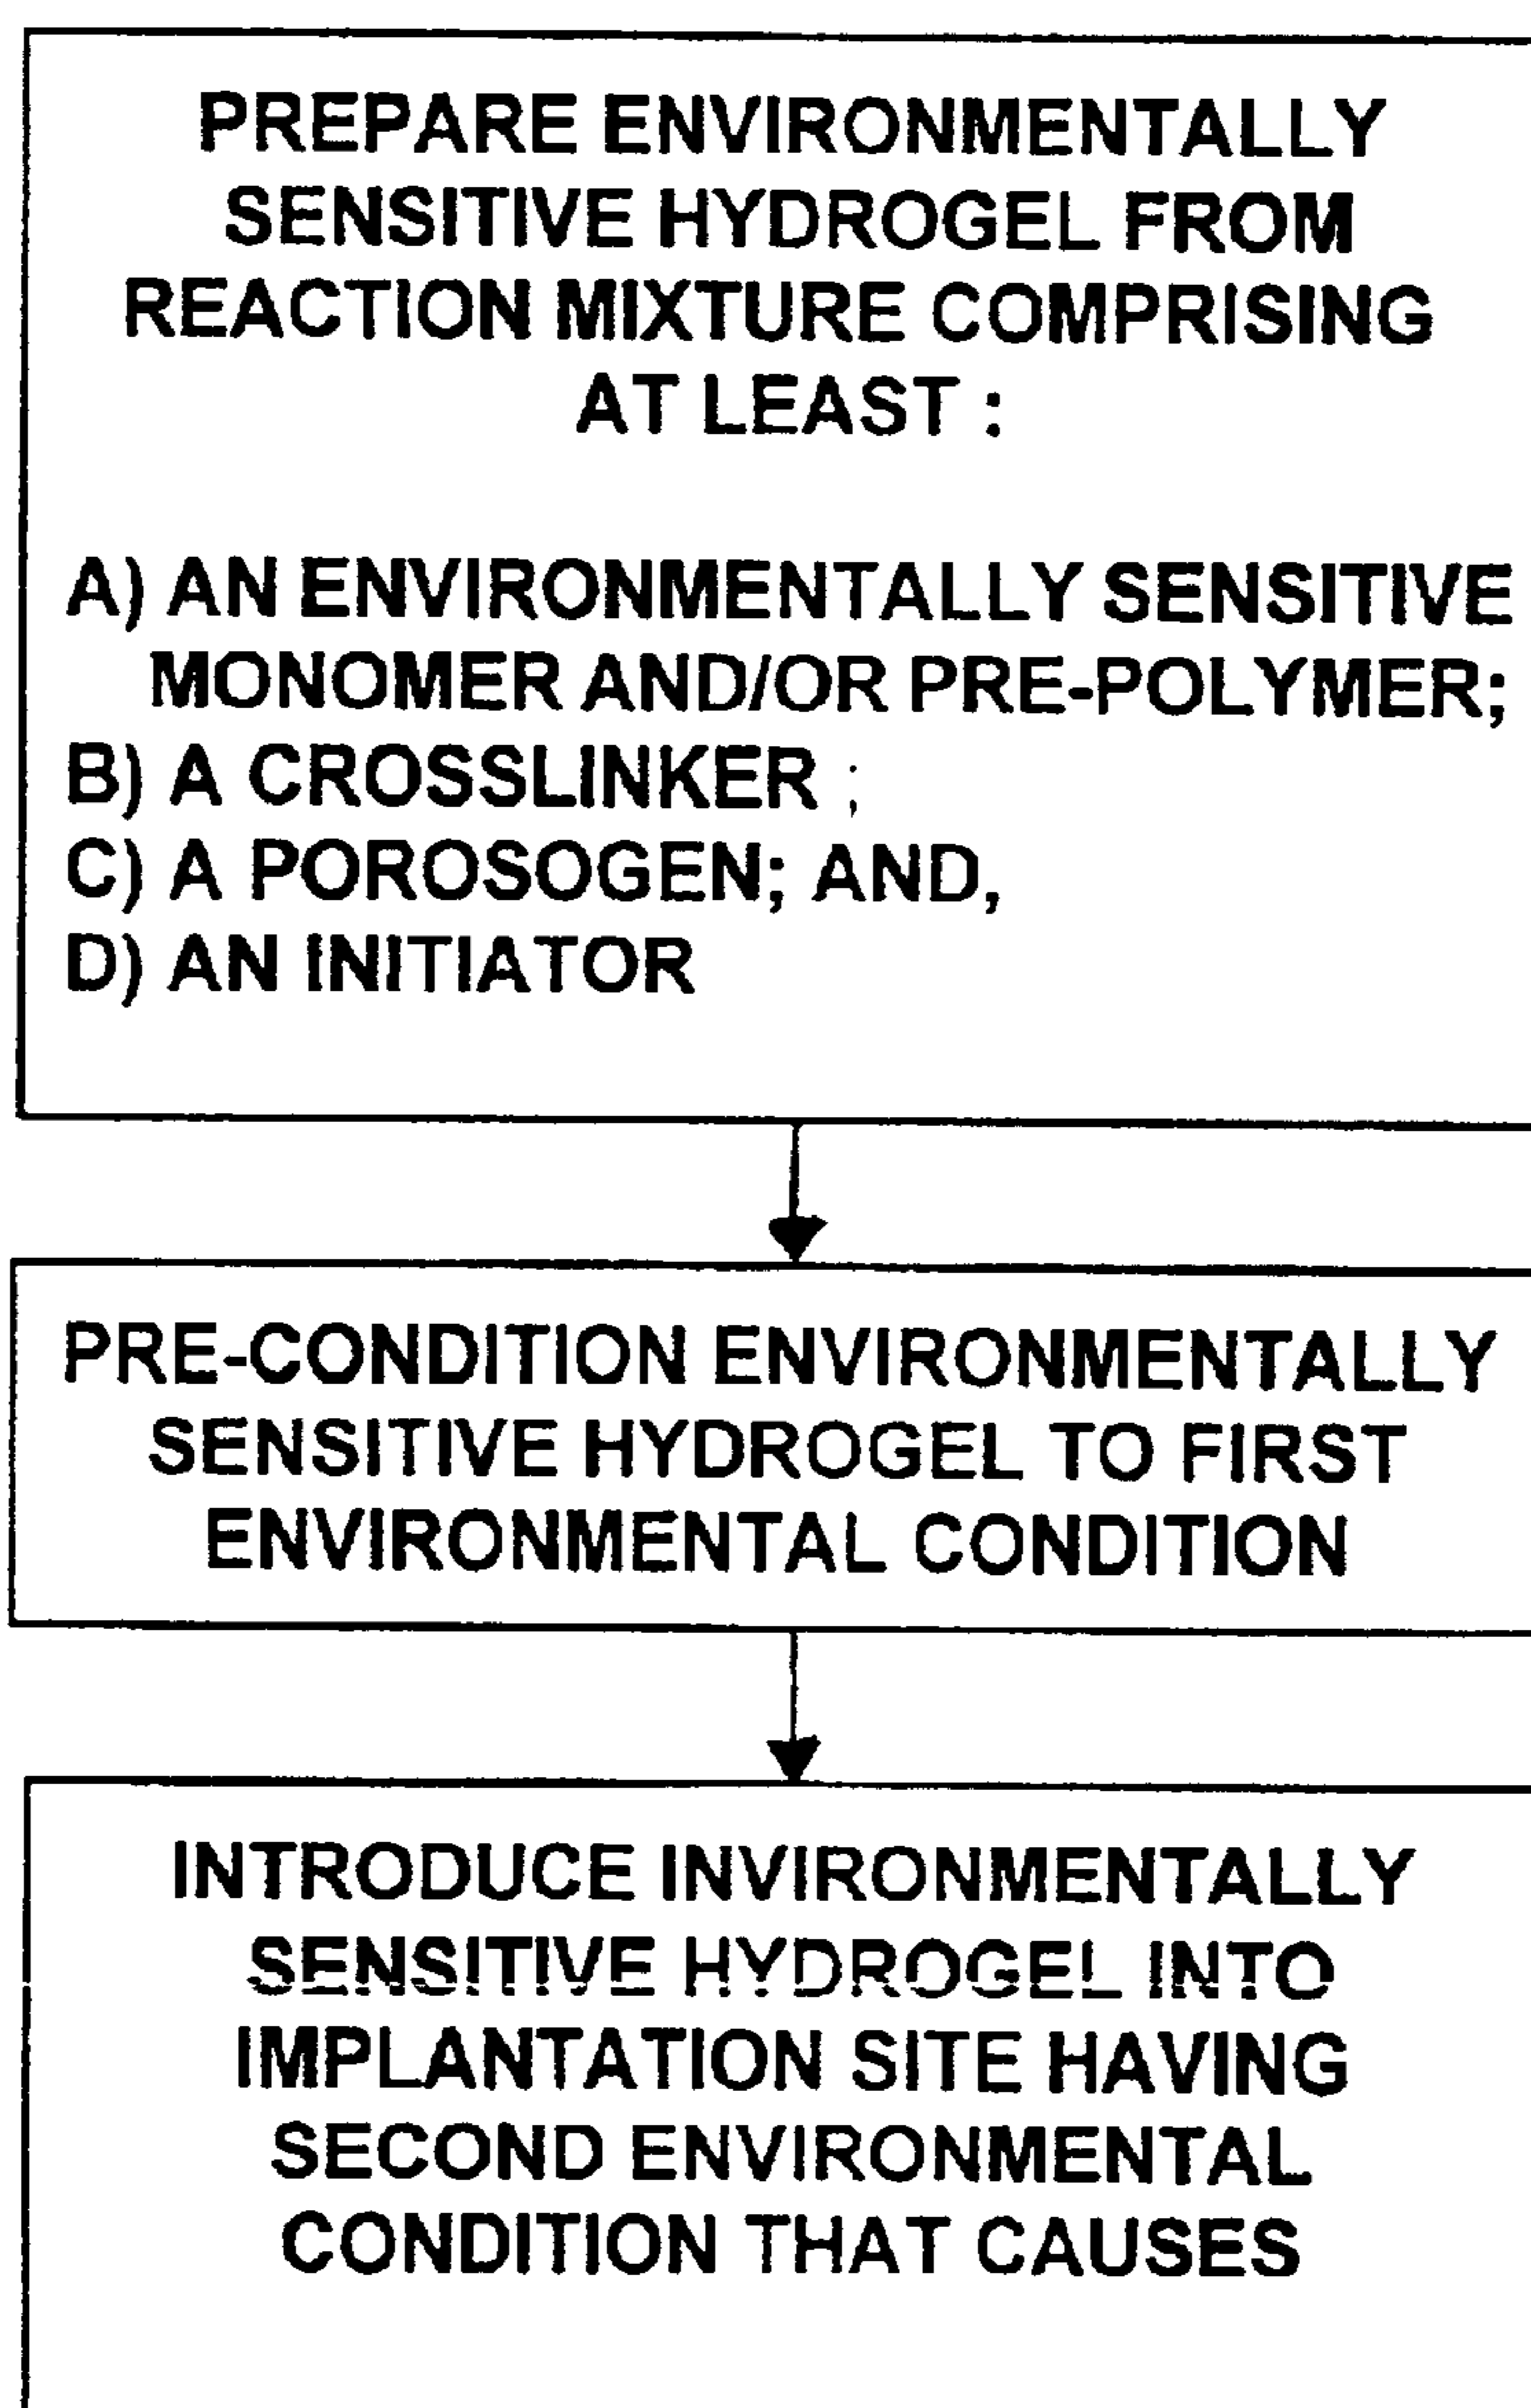 PREPARE ENVIRONMENTALLY
SENSITIVE HYDROGEL FROM
REACTION MIXTURE COMPRISING
AT LEAST :
A) AN ENVIRONMENTALLY SENSITIVE
MONOMER AND/OR PRE-POLYMER;
B) A CROSSLINKER ;
C) A POROSOGEN; AND,
D) AN INITIATOR
PRE-CONDITION ENVIRONMENTALLY
SENSITIVE HYDROGEL TO FIRST
ENVIRONMENTAL CONDITION
INTRODUCE INVIRONMENTALLY
SENSITIVE HYDROGEL INTO
IMPLANTATION SITE HAVING
SECOND ENVIRONMENTAL
CONDITION THAT CAUSES